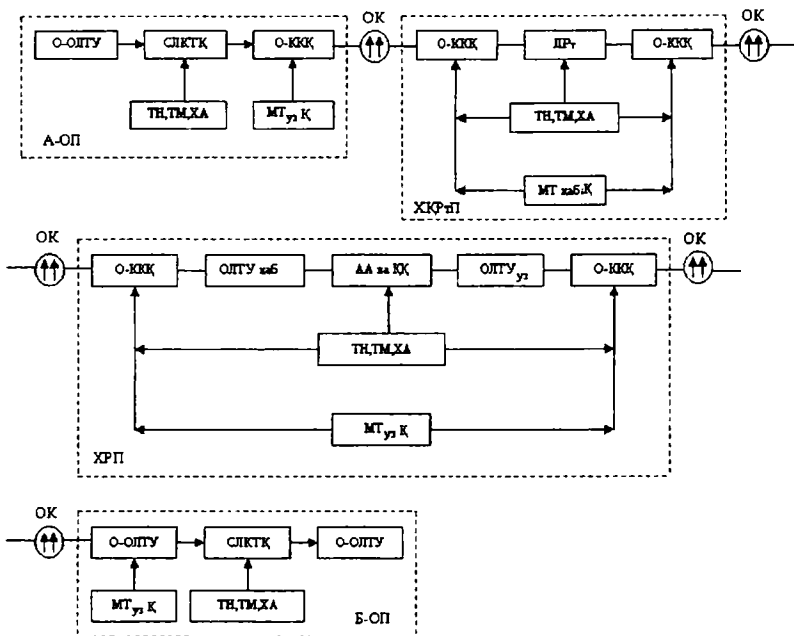 ОК
ОК
О-ОЛТУ
СЛКТҚ
О-ККҚ
О-ККҚ
ЛРт
О-ККҚ
ТН,ТМ,ХА
МТуз Қ
ТН,ТМ,ХА
А-ОП
МТ каб.Қ
ХҚРтП
ОК
ОК
О-ККҚ
ОЛТУ каб
АА ва ҚҚ
ОЛТУуз
О-ККҚ
ТН,ТМ,ХА
МТуз Қ
ХРП
ОК
О-ОЛТУ
СЛКТҚ
О-ОЛТУ
МТуз Қ
ТН,ТМ,ХА
Б-ОП